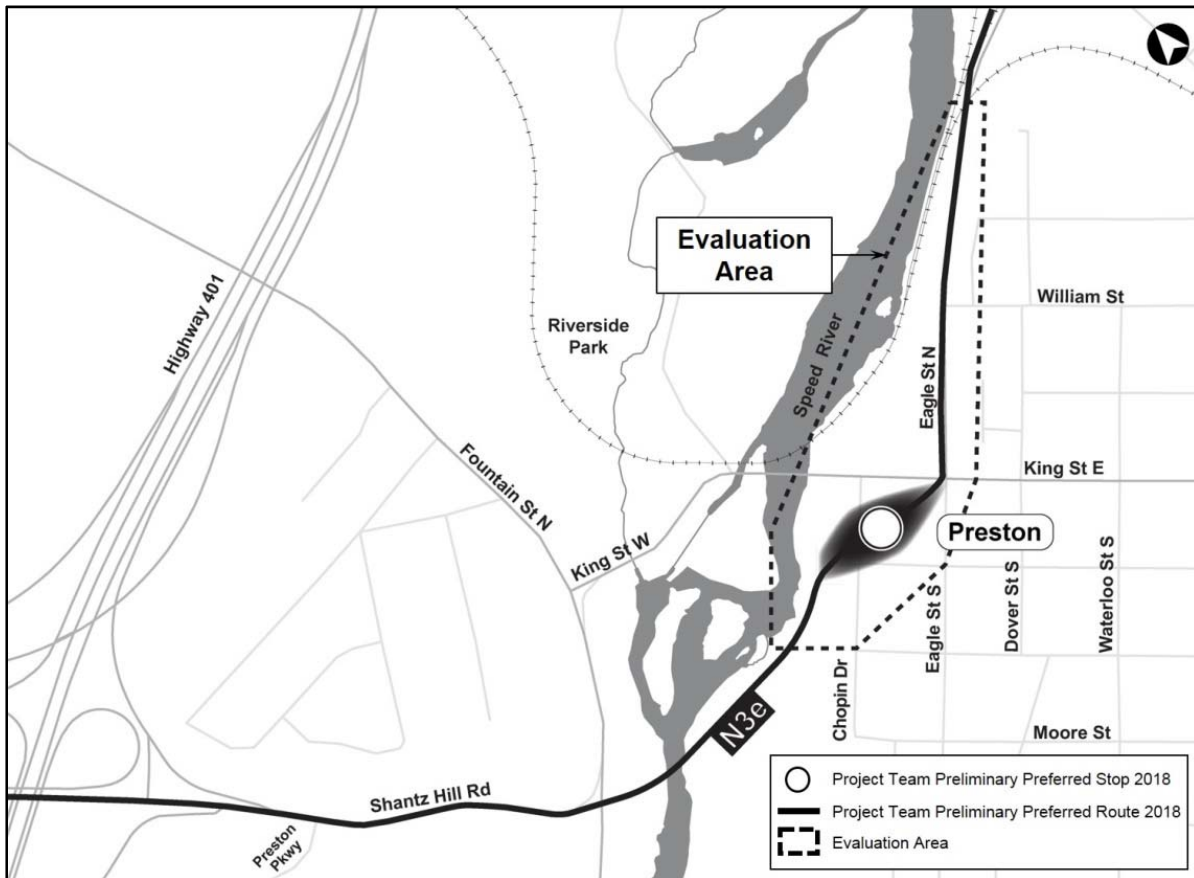 Highway 401
Evaluation
Area
William St
Riverside
Park
Speed River
Eagle St N
Fountain St N
King St E
King St W
Preston
Eagle St S
Dover St S
Waterloo St S
Chopin Dr
N3e
Moore St
Shantz Hill Rd
Preston
Pkwy
Project Team Preliminary Preferred Stop 2018
Project Team Preliminary Preferred Route 2018
Evaluation Area